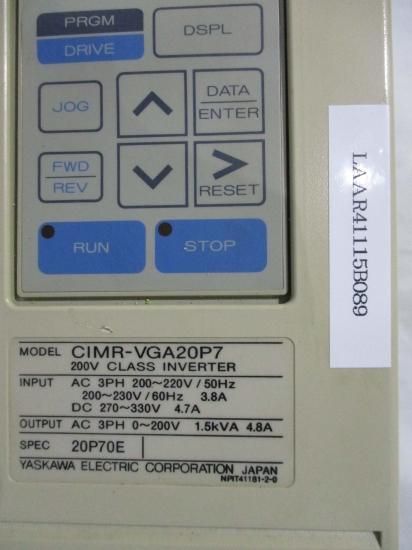 PRGM
DRIVE
DSPL
JOG
DATA
ENTER
FWD
REV
RESET
RUN
STOP
LAAR41115B089
MODEL CIMR-VGA20P7
200V CLASS INVERTER
INPUT AC 3PH 200~220V/50Hz
200~230V/60Hz 3.8A
DC 270~330V 4.7A
OUTPUT AC 3PH 0~200V 1.5kVA 4.8A
SPEC 20P70E
YASKAWA ELECTRIC CORPORATION JAPAN
NPIT41181-2-0